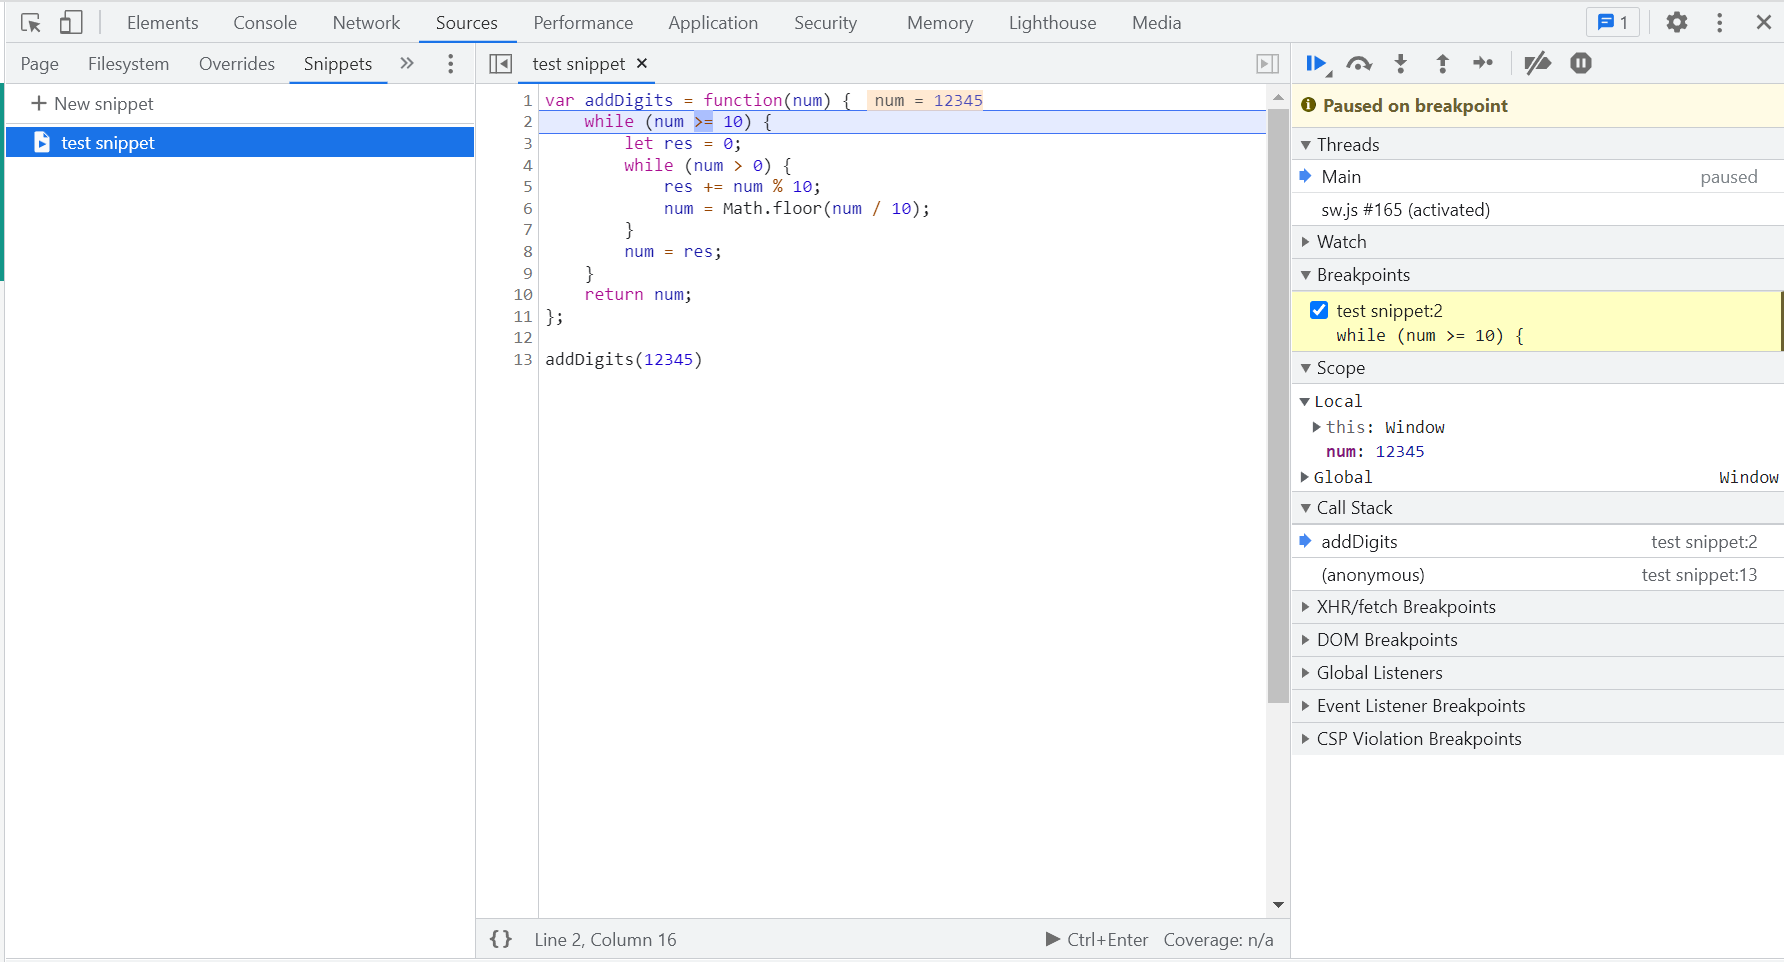 Elements Console Network Sources Performance Application Security Memory Lighthouse Media 1
Page Filesystem Overrides Snippets » test snippet ×
+ New snippet
test snippet
1 var addDigits = function(num) { num = 12345
2     while (num >= 10) {
3         let res = 0;
4         while (num > 0) {
5             res += num % 10;
6             num = Math.floor(num / 10);
7         }
8         num = res;
9     }
10     return num;
11 };
12
13 addDigits(12345)
{} Line 2, Column 16 Ctrl+Enter Coverage: n/a
Paused on breakpoint
Threads
Main paused
sw.js #165 (activated)
Watch
Breakpoints
test snippet:2
while (num >= 10) {
Scope
Local
this: Window
num: 12345
Global Window
Call Stack
addDigits test snippet:2
(anonymous) test snippet:13
XHR/fetch Breakpoints
DOM Breakpoints
Global Listeners
Event Listener Breakpoints
CSP Violation Breakpoints